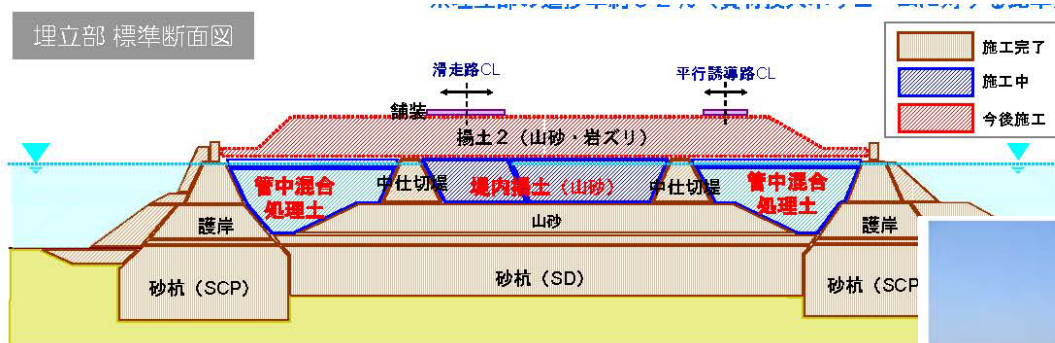 埋立部 標準断面図
施工完了
施工中
今後施工
滑走路CL
平行誘導路CL
舗装
揚土2（山砂・岩ズリ）
管中混合
処理土
中仕切堤
堤内揚土（山砂）
中仕切堤
管中混合
処理土
護岸
山砂
護岸
砂杭（SCP）
砂杭（SD）
砂杭（SCP